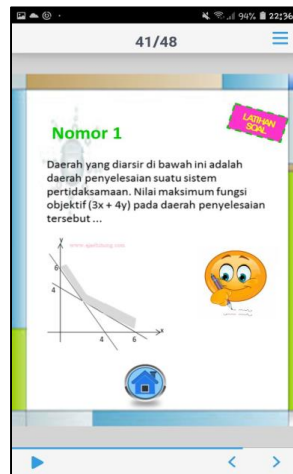 94% 22:36
41/48
LATIHAN
SOAL
Nomor 1
Daerah yang diarsir di bawah ini adalah
daerah penyelesaian suatu sistem
pertidaksamaan. Nilai maksimum fungsi
objektif (3x + 4y) pada daerah penyelesaian
tersebut ...
y
6
4
4
6
x